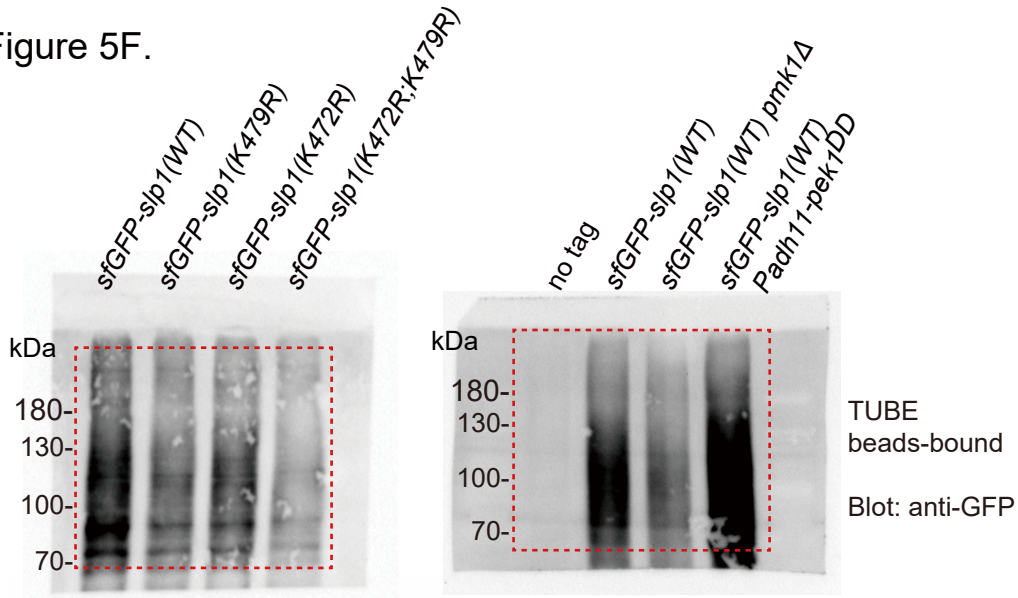 Figure 5F.
sfGFP-slp1(WT)
sfGFP-slp1(K479R)
sfGFP-slp1(K472R)
sfGFP-slp1(K472R;K479R)
kDa
180-
130-
100-
70-
no tag
sfGFP-slp1(WT)
sfGFP-slp1(WT) pmk1Δ
sfGFP-slp1(WT)
Padh11-pek1DD
kDa
180-
130-
100-
70-
TUBE
beads-bound
Blot: anti-GFP